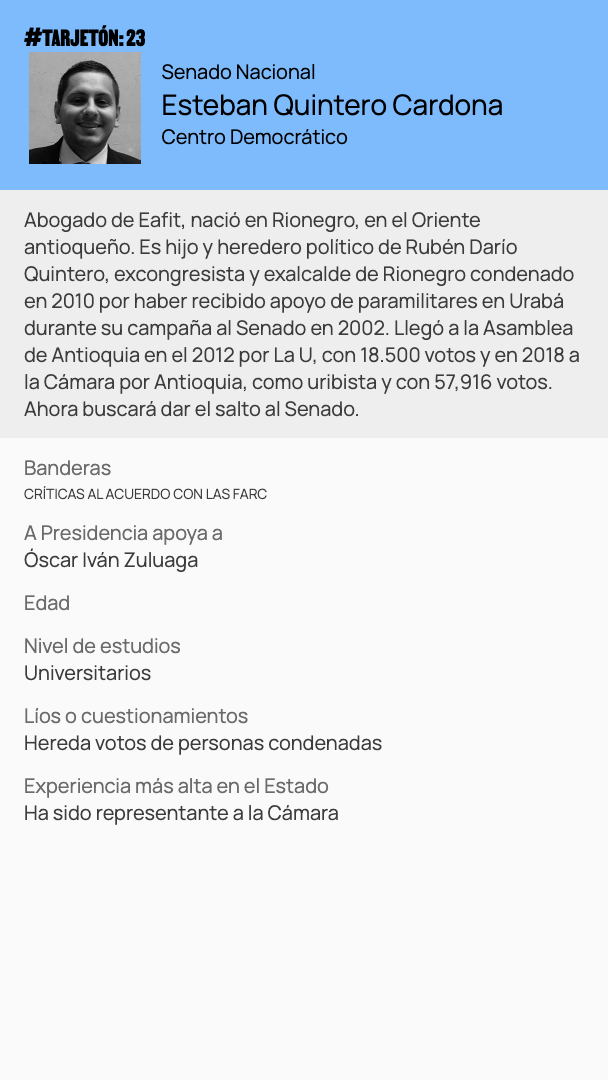 #TARJETÓN: 23
Senado Nacional
Esteban Quintero Cardona
Centro Democrático
Abogado de Eafit, nació en Rionegro, en el Oriente
antioqueño. Es hijo y heredero político de Rubén Darío
Quintero, excongresista y exalcalde de Rionegro condenado
en 2010 por haber recibido apoyo de paramilitares en Urabá
durante su campaña al Senado en 2002. Llegó a la Asamblea
de Antioquia en el 2012 por La U, con 18.500 votos y en 2018 a
la Cámara por Antioquia, como uribista y con 57,916 votos.
Ahora buscará dar el salto al Senado.
Banderas
CRÍTICAS AL ACUERDO CON LAS FARC
A Presidencia apoya a
Óscar Iván Zuluaga
Edad
Nivel de estudios
Universitarios
Líos o cuestionamientos
Hereda votos de personas condenadas
Experiencia más alta en el Estado
Ha sido representante a la Cámara